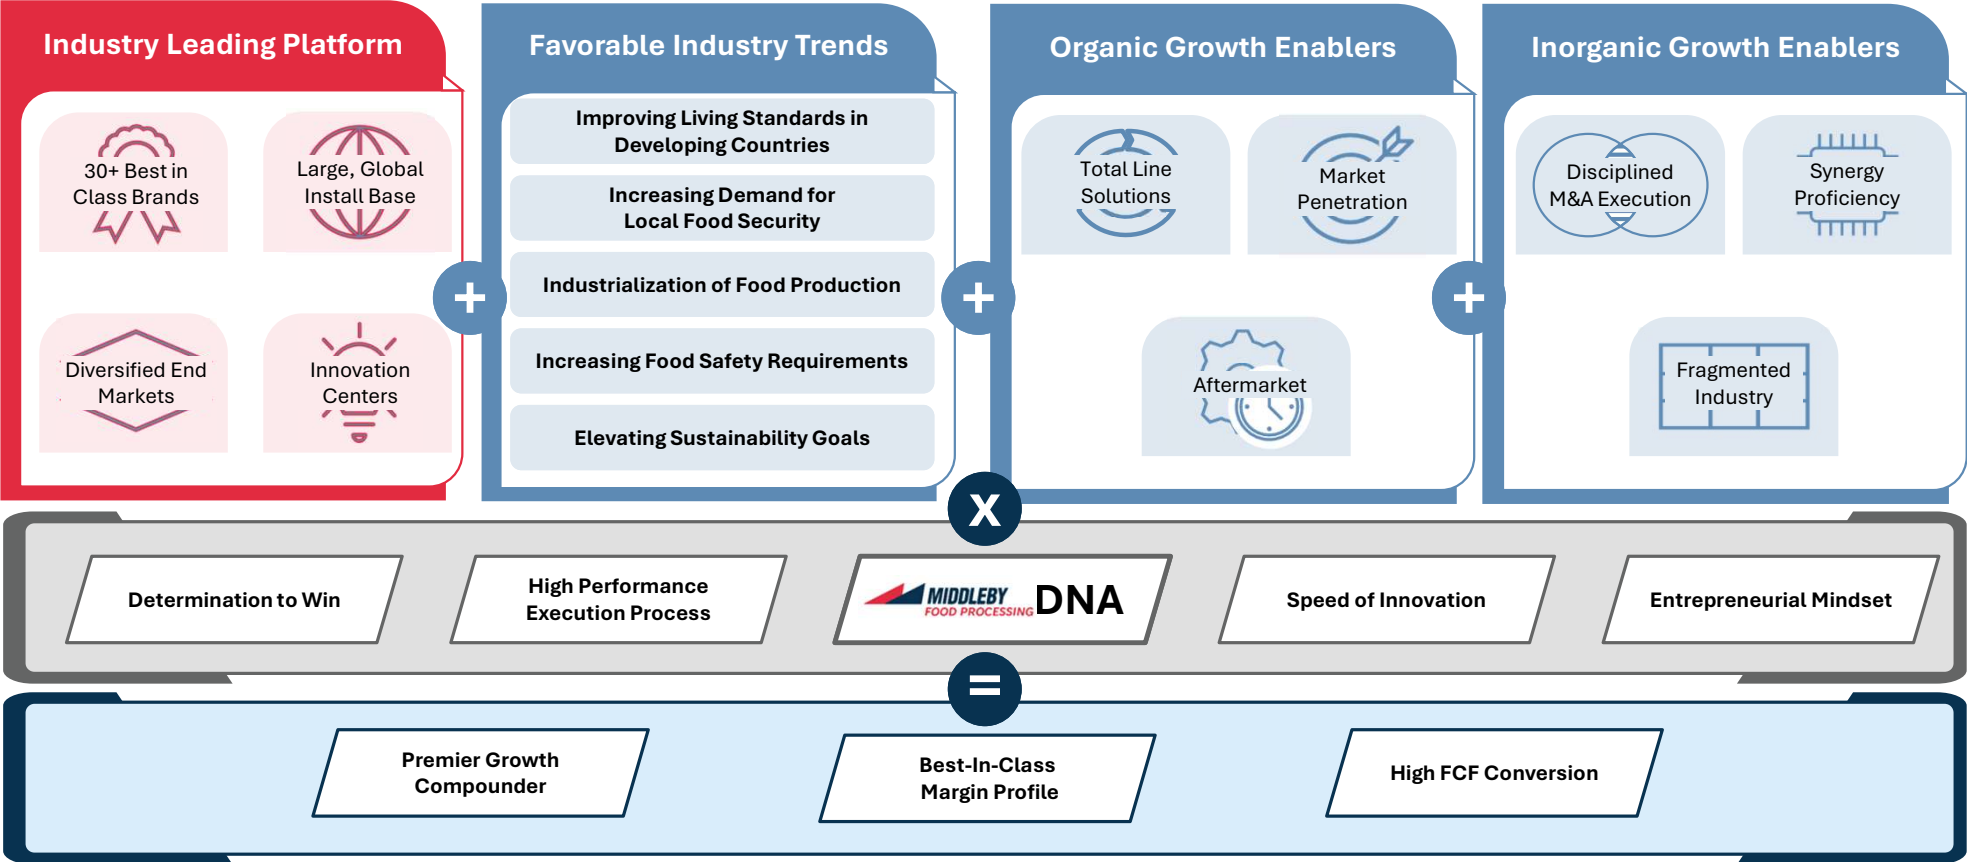 Industry Leading Platform
30+ Best in
Class Brands
Large, Global
Install Base
Diversified End
Markets
Innovation
Centers
+
Favorable Industry Trends
Improving Living Standards in
Developing Countries
Increasing Demand for
Local Food Security
Industrialization of Food Production
Increasing Food Safety Requirements
Elevating Sustainability Goals
+
Organic Growth Enablers
Total Line
Solutions
Market
Penetration
Aftermarket
+
Inorganic Growth Enablers
Disciplined
M&A Execution
Synergy
Proficiency
Fragmented
Industry
X
Determination to Win
High Performance
Execution Process
MIDDLEBY
FOOD PROCESSING
DNA
Speed of Innovation
Entrepreneurial Mindset
=
Premier Growth
Compounder
Best-In-Class
Margin Profile
High FCF Conversion